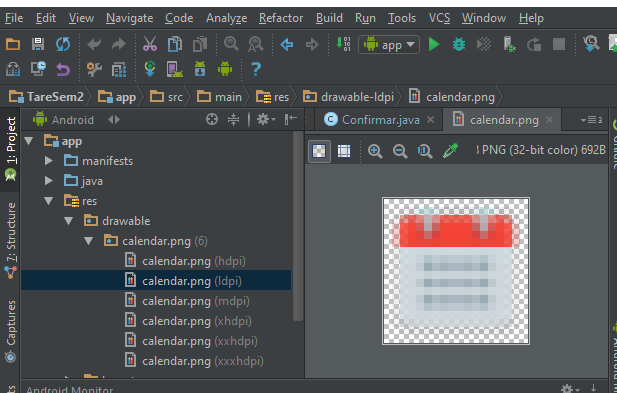 File Edit View Navigate Code Analyze Refactor Build Run Tools VCS Window Help
app
?
TareSem2 app src main res drawable-ldpi calendar.png
1: Project
Android
Confirmar.java
calendar.png
app
manifests
java
res
drawable
calendar.png (6)
calendar.png (hdpi)
calendar.png (ldpi)
calendar.png (mdpi)
calendar.png (xhdpi)
calendar.png (xxhdpi)
calendar.png (xxxhdpi)
PNG (32-bit color) 692B
7: Structure
Captures
Android Monitor